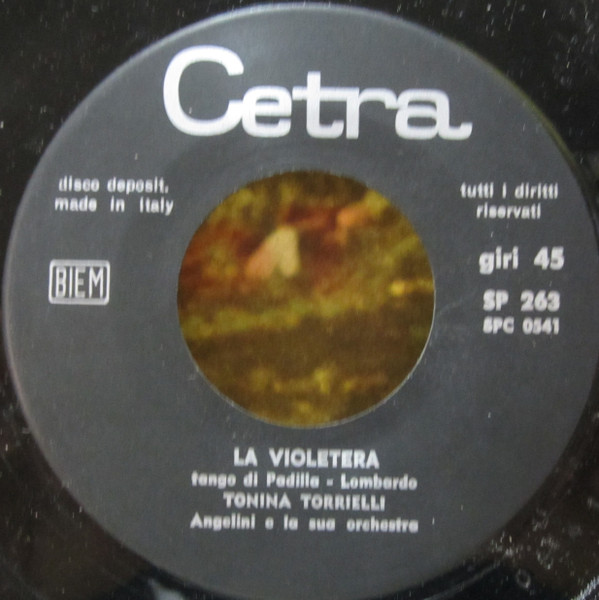 Cetra
disco deposit.
made in Italy
tutti i diritti
riservati
BIEM
giri 45
SP 263
SPC 0541
LA VIOLETERA
tango di Padilla - Lombardo
TONINA TORRIELLI
Angelini e la sua orchestra